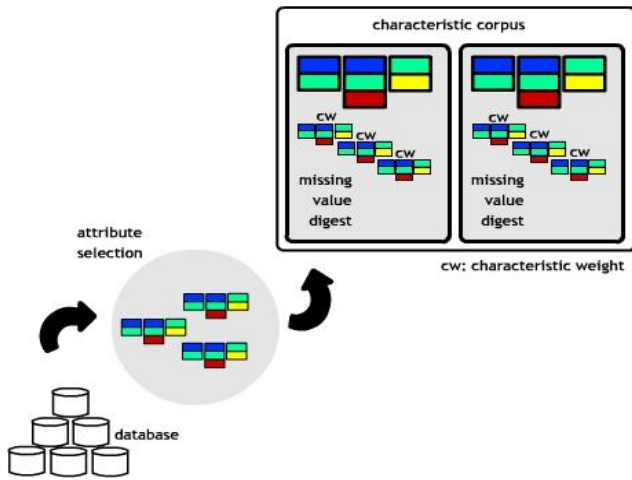 characteristic corpus
cw
cw
cw
missing
value
digest
cw
cw
cw
missing
value
digest
cw: characteristic weight
attribute
selection
database